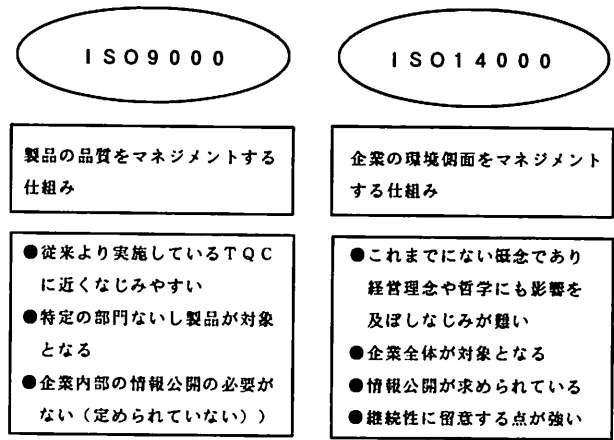 ISO9000
製品の品質をマネジメントする
仕組み
●従来より実施しているTQC
に近くなじみやすい
●特定の部門ないし製品が対象
となる
●企業内部の情報公開の必要が
ない(定められていない))
ISO14000
企業の環境側面をマネジメント
する仕組み
●これまでにない概念であり
経営理念や哲学にも影響を
及ぼしなじみが難い
●企業全体が対象となる
●情報公開が求められている
●継続性に留意する点が強い